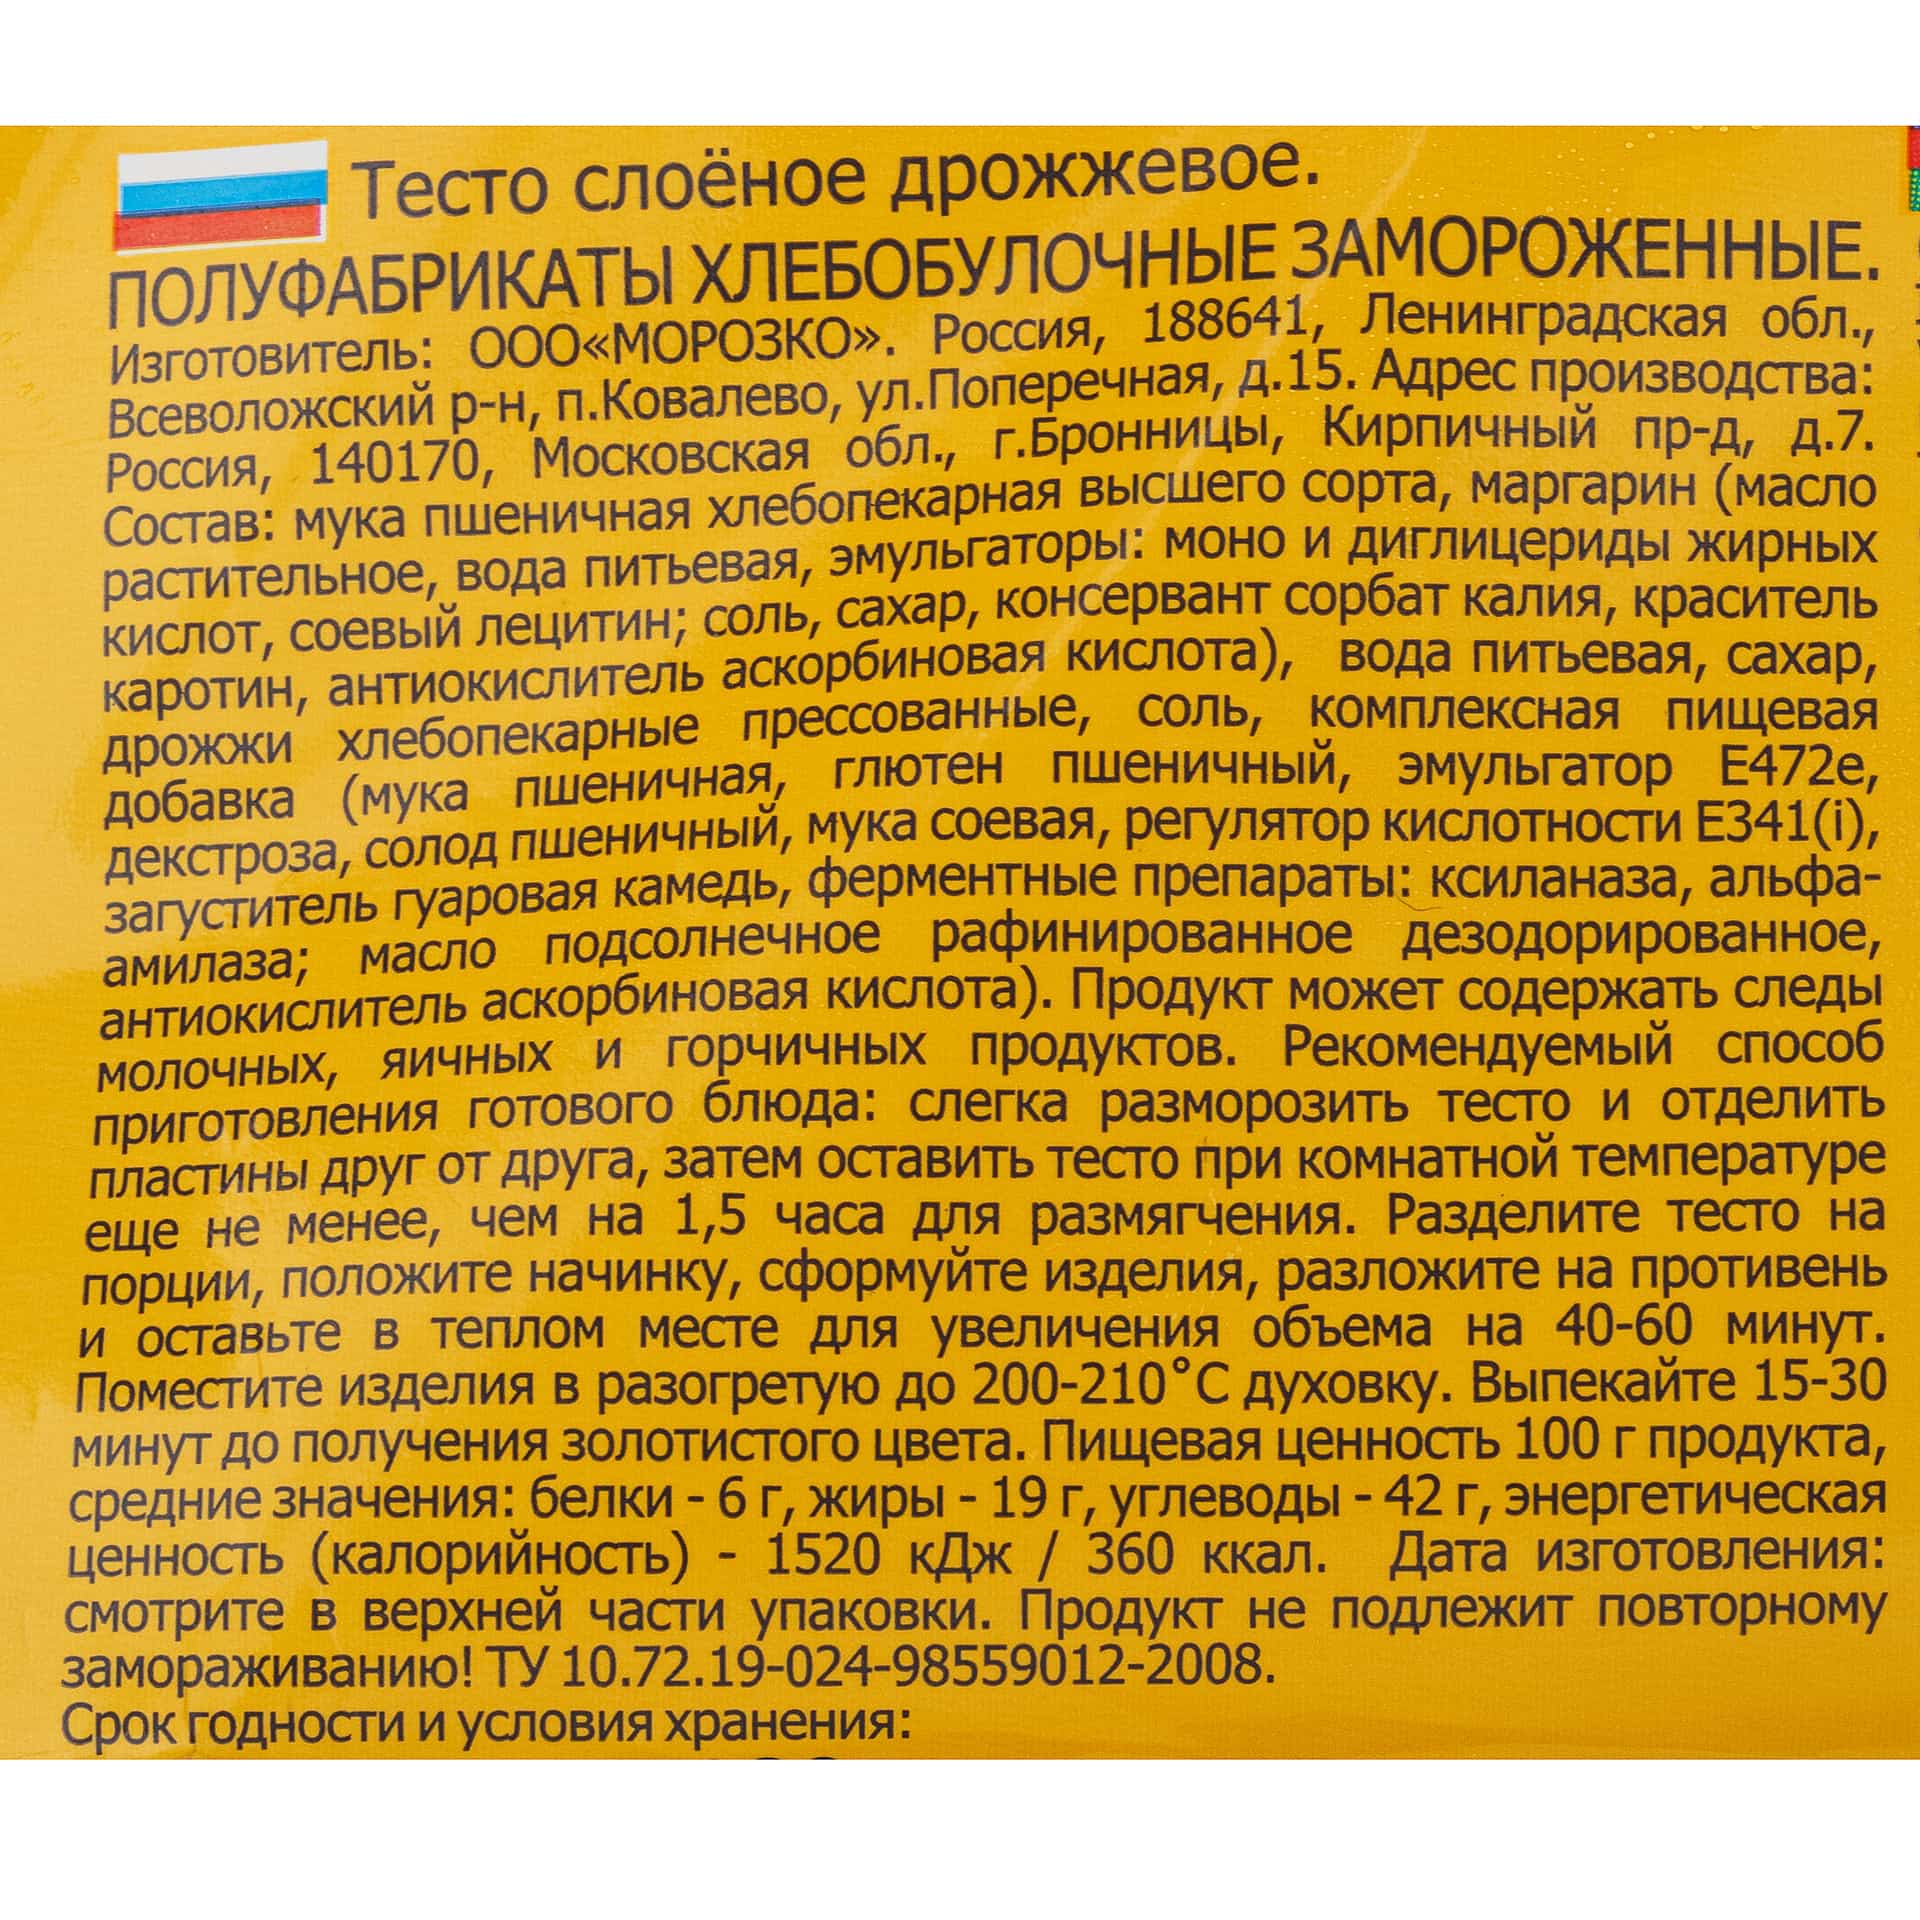 Тесто слоёное дрожжевое.
ПОЛУФАБРИКАТЫ ХЛЕБОБУЛОЧНЫЕ ЗАМОРОЖЕННЫЕ.
Изготовитель: ООО«МОРОЗКО». Россия, 188641, Ленинградская обл.,
Всеволожский р-н, п.Ковалево, ул.Поперечная, д.15. Адрес производства:
Россия, 140170, Московская обл., г.Бронницы, Кирпичный пр-д, д.7.
Состав: мука пшеничная хлебопекарная высшего сорта, маргарин (масло
растительное, вода питьевая, эмульгаторы: моно и диглицериды жирных
кислот, соевый лецитин; соль, сахар, консервант сорбат калия, краситель
каротин, антиокислитель аскорбиновая кислота), вода питьевая, сахар,
дрожжи хлебопекарные прессованные, соль, комплексная пищевая
добавка (мука пшеничная, глютен пшеничный, эмульгатор Е472е,
декстроза, солод пшеничный, мука соевая, регулятор кислотности Е341(i),
загуститель гуаровая камедь, ферментные препараты: ксиланаза, альфа-
амилаза; масло подсолнечное рафинированное дезодорированное,
антиокислитель аскорбиновая кислота). Продукт может содержать следы
молочных, яичных и горчичных продуктов. Рекомендуемый способ
приготовления готового блюда: слегка разморозить тесто и отделить
пластины друг от друга, затем оставить тесто при комнатной температуре
еще не менее, чем на 1,5 часа для размягчения. Разделите тесто на
порции, положите начинку, сформуйте изделия, разложите на противень
и оставьте в теплом месте для увеличения объема на 40-60 минут.
Поместите изделия в разогретую до 200-210°С духовку. Выпекайте 15-30
минут до получения золотистого цвета. Пищевая ценность 100 г продукта,
средние значения: белки - 6 г, жиры - 19 г, углеводы - 42 г, энергетическая
ценность (калорийность) - 1520 кДж / 360 ккал. Дата изготовления:
смотрите в верхней части упаковки. Продукт не подлежит повторному
замораживанию! ТУ 10.72.19-024-98559012-2008.
Срок годности и условия хранения: